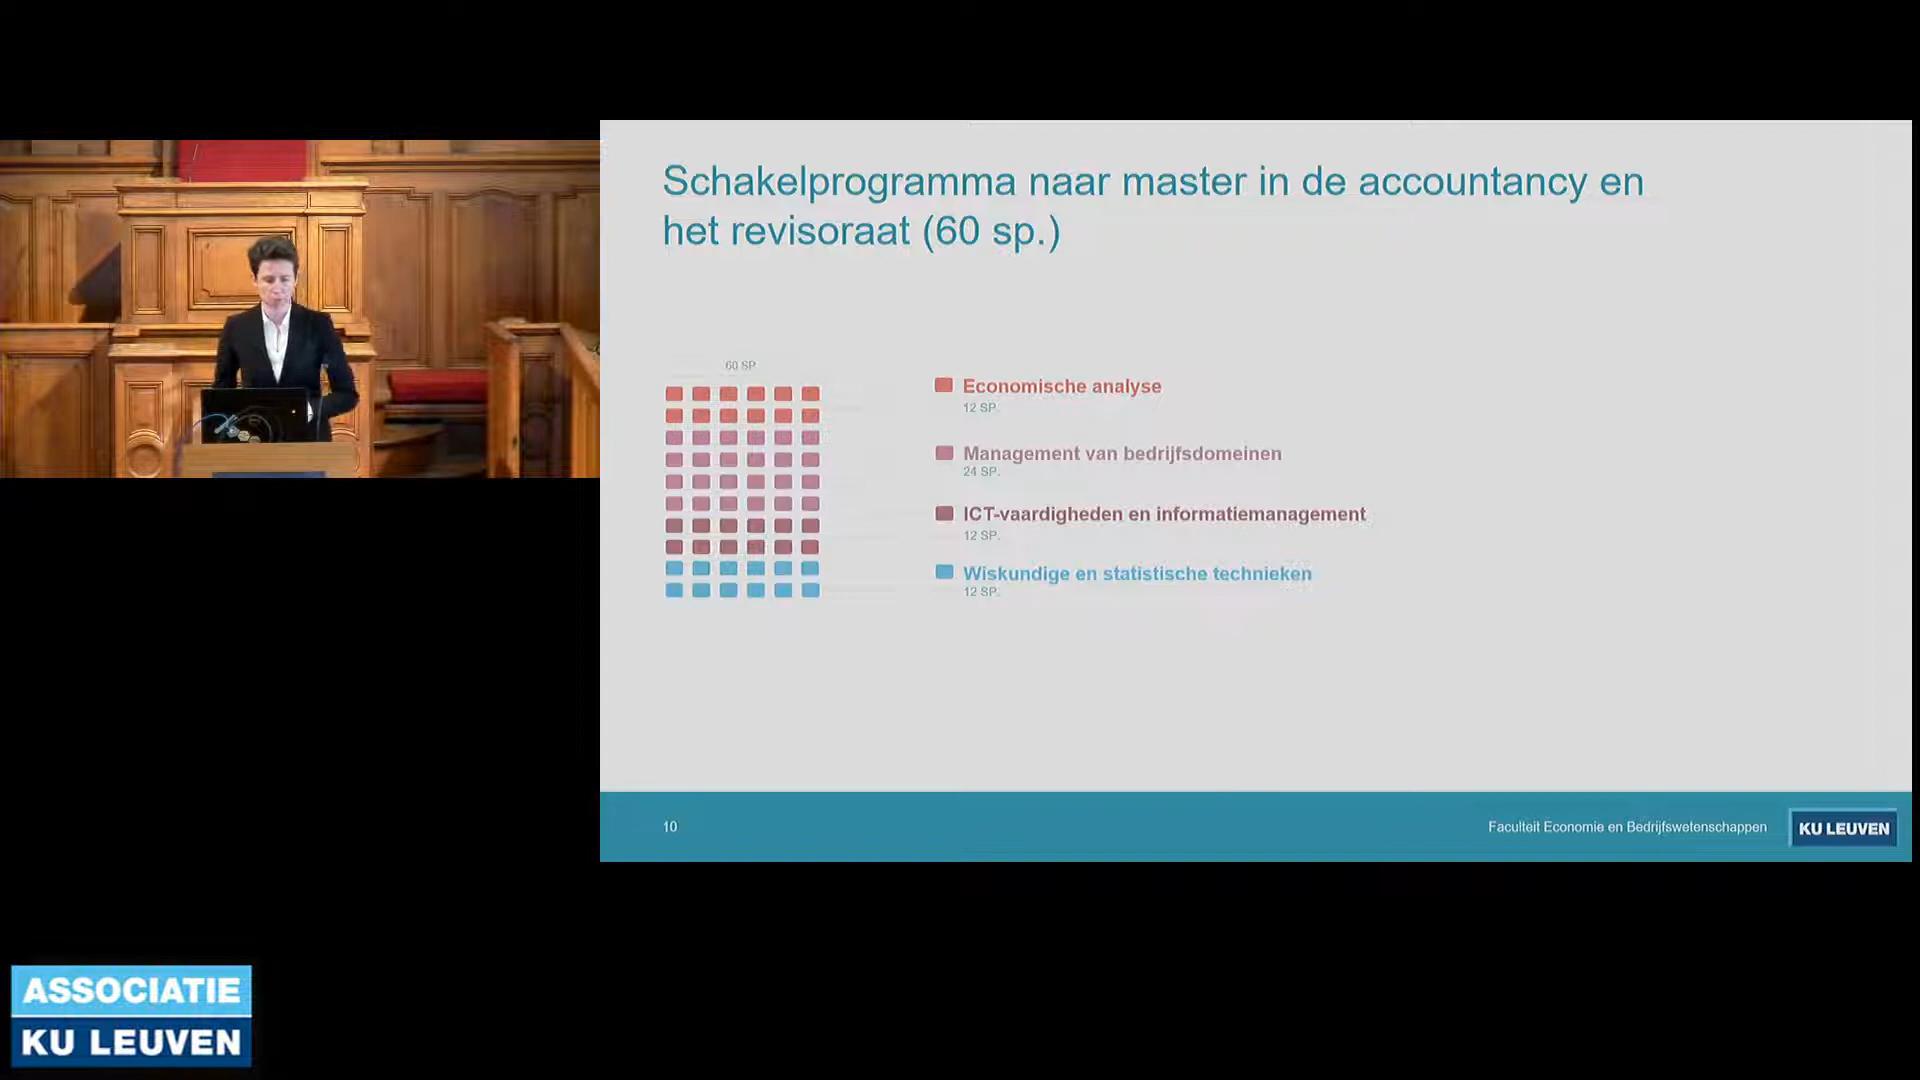 Schakelprogramma naar master in de accountancy en
het revisoraat (60 sp.)
60 SP
Economische analyse
12 SP.
Management van bedrijfsdomeinen
24 SP.
ICT-vaardigheden en informatiemanagement
12 SP.
Wiskundige en statistische technieken
12 SP.
10
Faculteit Economie en Bedrijfswetenschappen
KU LEUVEN
ASSOCIATIE
KU LEUVEN